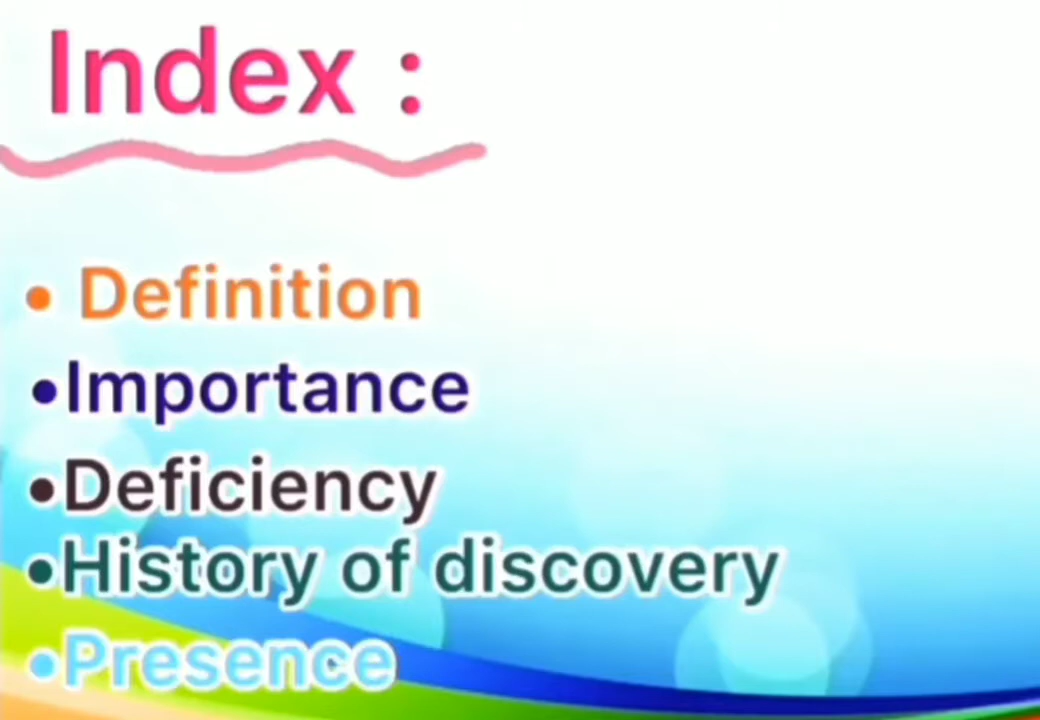 Index :
• Definition
•Importance
•Deficiency
•History of discovery
•Presence